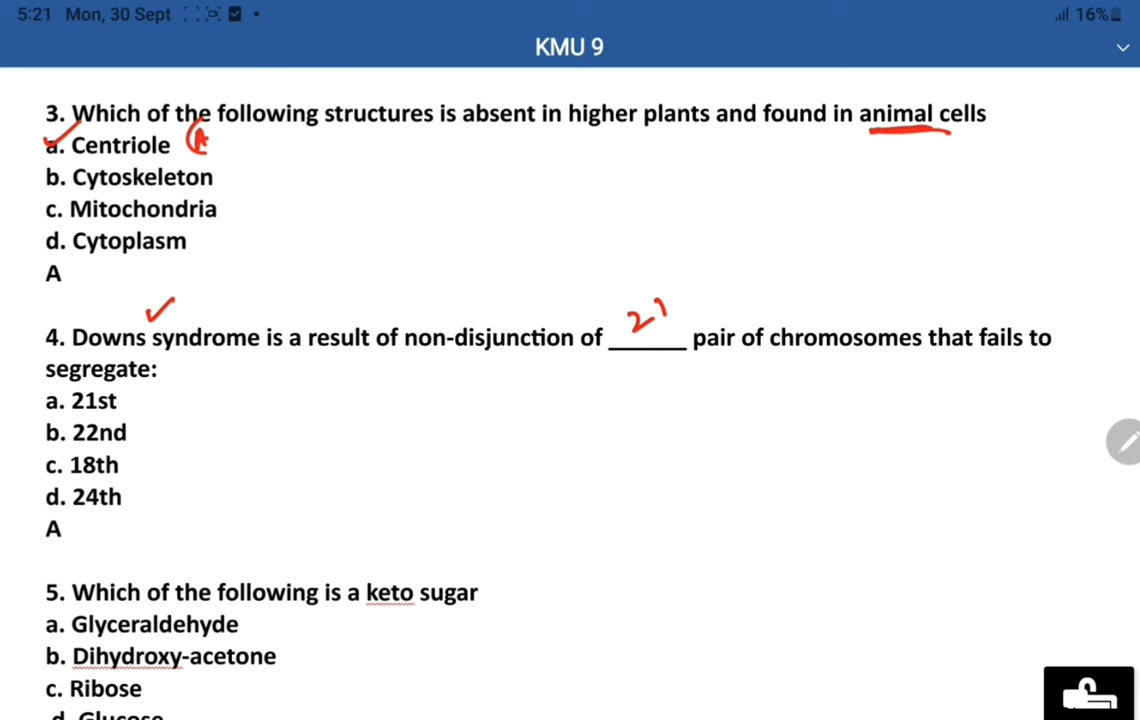 5:21 Mon, 30 Sept
16%
KMU 9
3. Which of the following structures is absent in higher plants and found in animal cells
a. Centriole A
b. Cytoskeleton
c. Mitochondria
d. Cytoplasm
A
21
4. Downs syndrome is a result of non-disjunction of ______ pair of chromosomes that fails to
segregate:
a. 21st
b. 22nd
c. 18th
d. 24th
A
5. Which of the following is a keto sugar
a. Glyceraldehyde
b. Dihydroxy-acetone
c. Ribose
d. Glucose